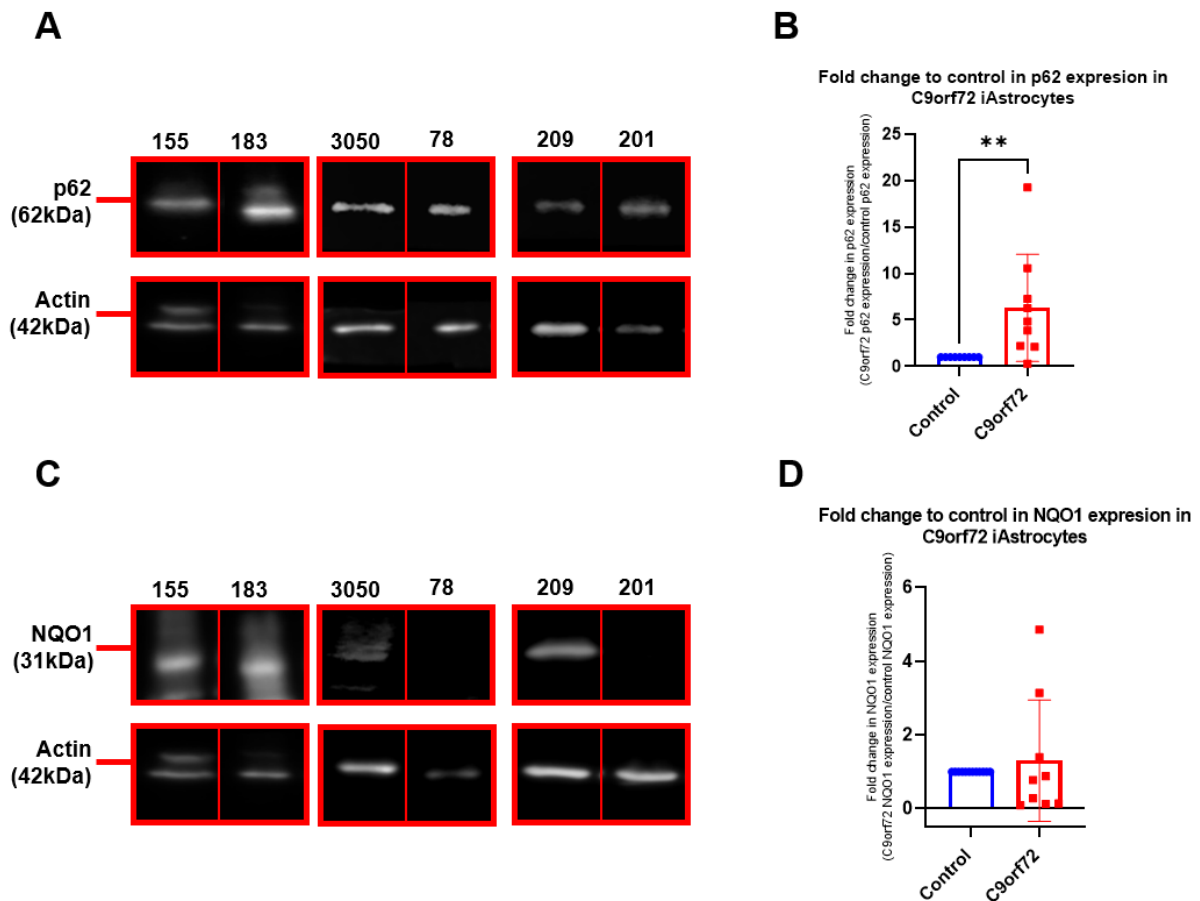 A
155 183 3050 78 209 201
p62
(62kDa)
Actin
(42kDa)
B
Fold change to control in p62 expresion in
C9orf72 iAstrocytes
Fold change in p62 expression
(C9orf72 p62 expression/control p62 expression)
25
20
15
10
5
0
**
Control
C9orf72
C
155 183 3050 78 209 201
NQO1
(31kDa)
Actin
(42kDa)
D
Fold change to control in NQO1 expresion in
C9orf72 iAstrocytes
Fold change in NQO1 expression
(C9orf72 NQO1 expression/control NQO1 expression)
6
4
2
0
Control
C9orf72